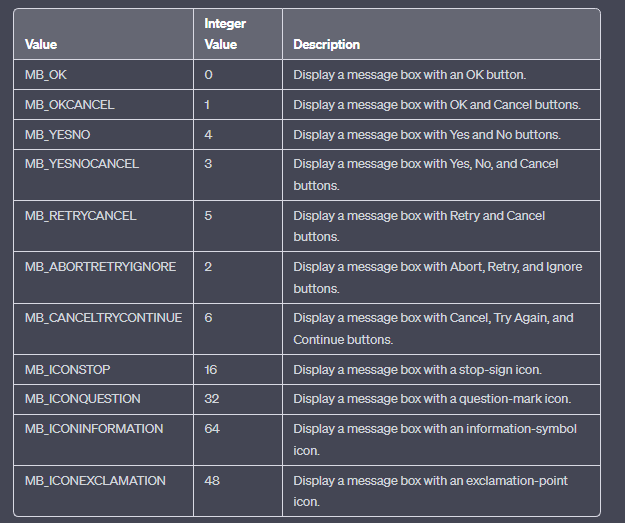 Value Integer Value Description
MB_OK 0 Display a message box with an OK button.
MB_OKCANCEL 1 Display a message box with OK and Cancel buttons.
MB_YESNO 4 Display a message box with Yes and No buttons.
MB_YESNOCANCEL 3 Display a message box with Yes, No, and Cancel
buttons.
MB_RETRYCANCEL 5 Display a message box with Retry and Cancel
buttons.
MB_ABORTRETRYIGNORE 2 Display a message box with Abort, Retry, and Ignore
buttons.
MB_CANCELTRYCONTINUE 6 Display a message box with Cancel, Try Again, and
Continue buttons.
MB_ICONSTOP 16 Display a message box with a stop-sign icon.
MB_ICONQUESTION 32 Display a message box with a question-mark icon.
MB_ICONINFORMATION 64 Display a message box with an information-symbol
icon.
MB_ICONEXCLAMATION 48 Display a message box with an exclamation-point
icon.